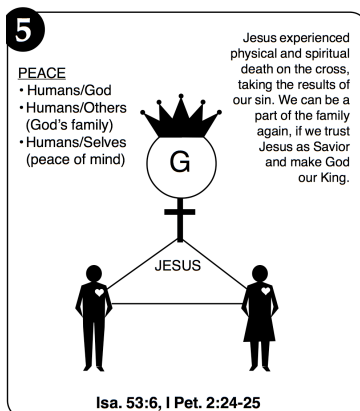 5
PEACE
• Humans/God
• Humans/Others
(God's family)
• Humans/Selves
(peace of mind)
Jesus experienced
physical and spiritual
death on the cross,
taking the results of
our sin. We can be a
part of the family
again, if we trust
Jesus as Savior
and make God
our King.
G
JESUS
Isa. 53:6, I Pet. 2:24-25